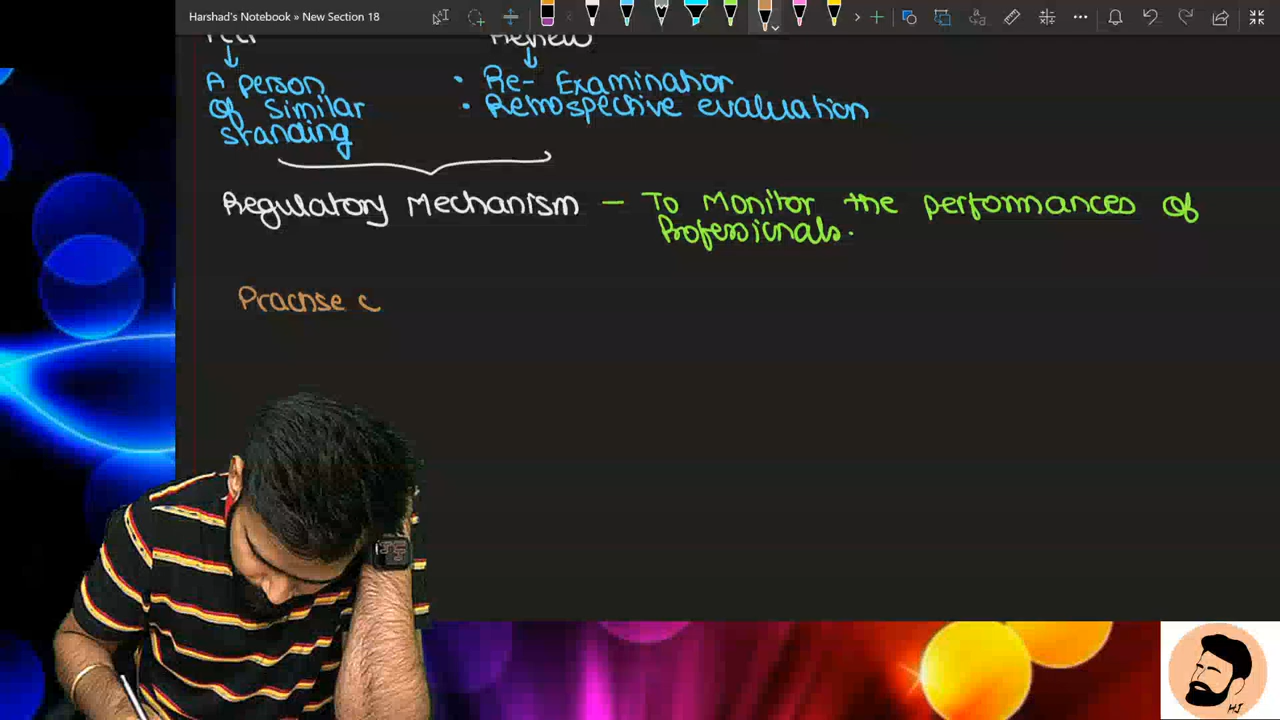 Harshad's Notebook » New Section 18
Review
A person
of Similar
standing
• Re- Examination
• Retrospective evaluation
Regulatory Mechanism – To Monitor the performances of
Professionals.
Practise
HJ